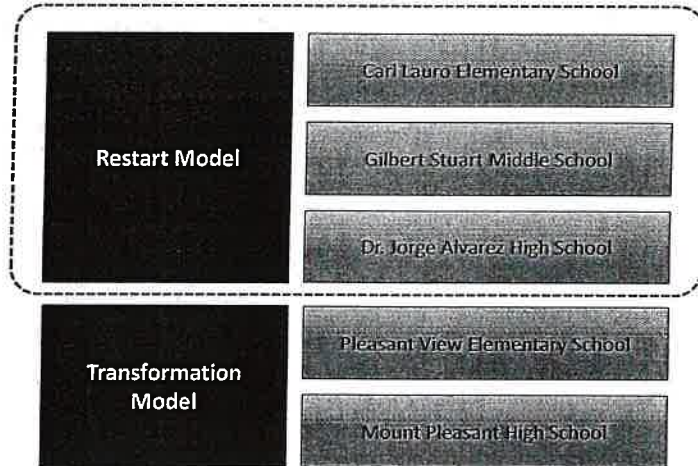 Restart Model
Carl Lauro Elementary School
Gilbert Stuart Middle School
Dr. Jorge Alvarez High School
Transformation
Model
Pleasant View Elementary School
Mount Pleasant High School